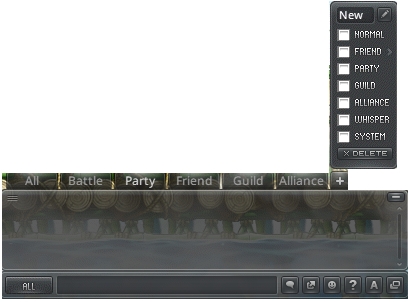 New
NORMAL
FRIEND
PARTY
GUILD
ALLIANCE
WHISPER
SYSTEM
X DELETE
All Battle Party Friend Guild Alliance +
ALL ? A